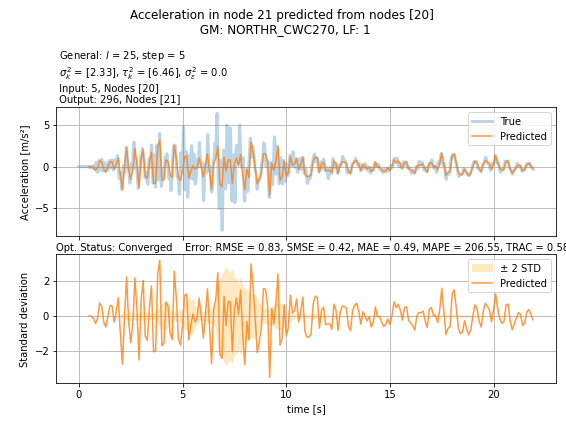 Acceleration in node 21 predicted from nodes [20]
GM: NORTHR_CWC270, LF: 1
General: l = 25, step = 5
σ²ₖ = [2.33], τ²ₖ = [6.46], σ²ₑ = 0.0
Input: 5, Nodes [20]
Output: 296, Nodes [21]
Acceleration [m/s²]
5
0
−5
True
Predicted
Opt. Status: Converged Error: RMSE = 0.83, SMSE = 0.42, MAE = 0.49, MAPE = 206.55, TRAC = 0.58
Standard deviation
2
0
−2
± 2 STD
Predicted
0 5 10 15 20
time [s]